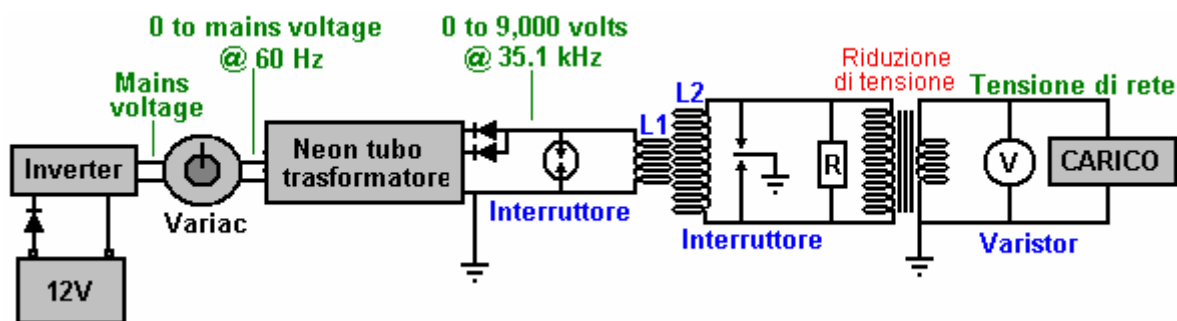 0 to mains voltage
@ 60 Hz
0 to 9,000 volts
@ 35.1 kHz
Mains
voltage
Riduzione
di tensione
Tensione di rete
L2
L1
Inverter
Neon tubo
trasformatore
R
V
CARICO
Variac
Interruttore
Interruttore
Varistor
12V